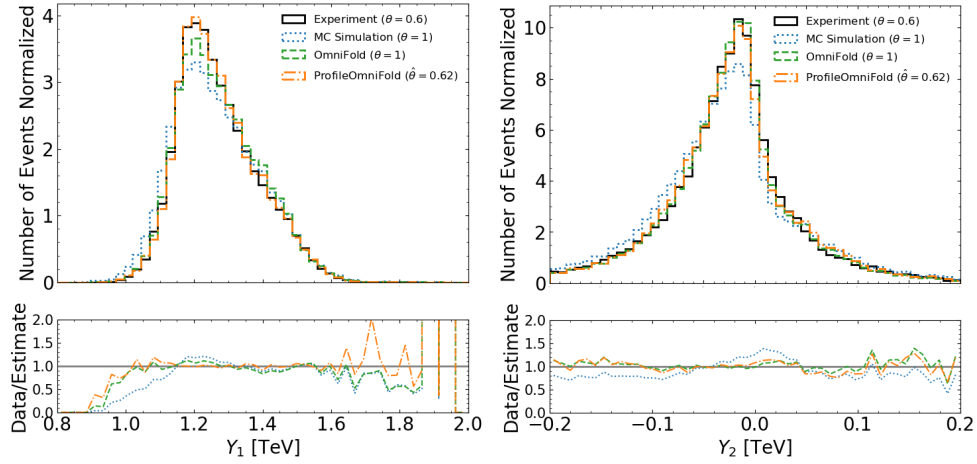 Number of Events Normalized
4
3
2
1
0
Experiment (θ = 0.6)
MC Simulation (θ = 1)
OmniFold (θ = 1)
ProfileOmniFold (θ̂ = 0.62)
Data/Estimate
2.0
1.5
1.0
0.5
0.0
0.8 1.0 1.2 1.4 1.6 1.8 2.0
Y₁ [TeV]
Number of Events Normalized
10
8
6
4
2
0
Experiment (θ = 0.6)
MC Simulation (θ = 1)
OmniFold (θ = 1)
ProfileOmniFold (θ̂ = 0.62)
Data/Estimate
2.0
1.5
1.0
0.5
0.0
−0.2 −0.1 0.0 0.1 0.2
Y₂ [TeV]